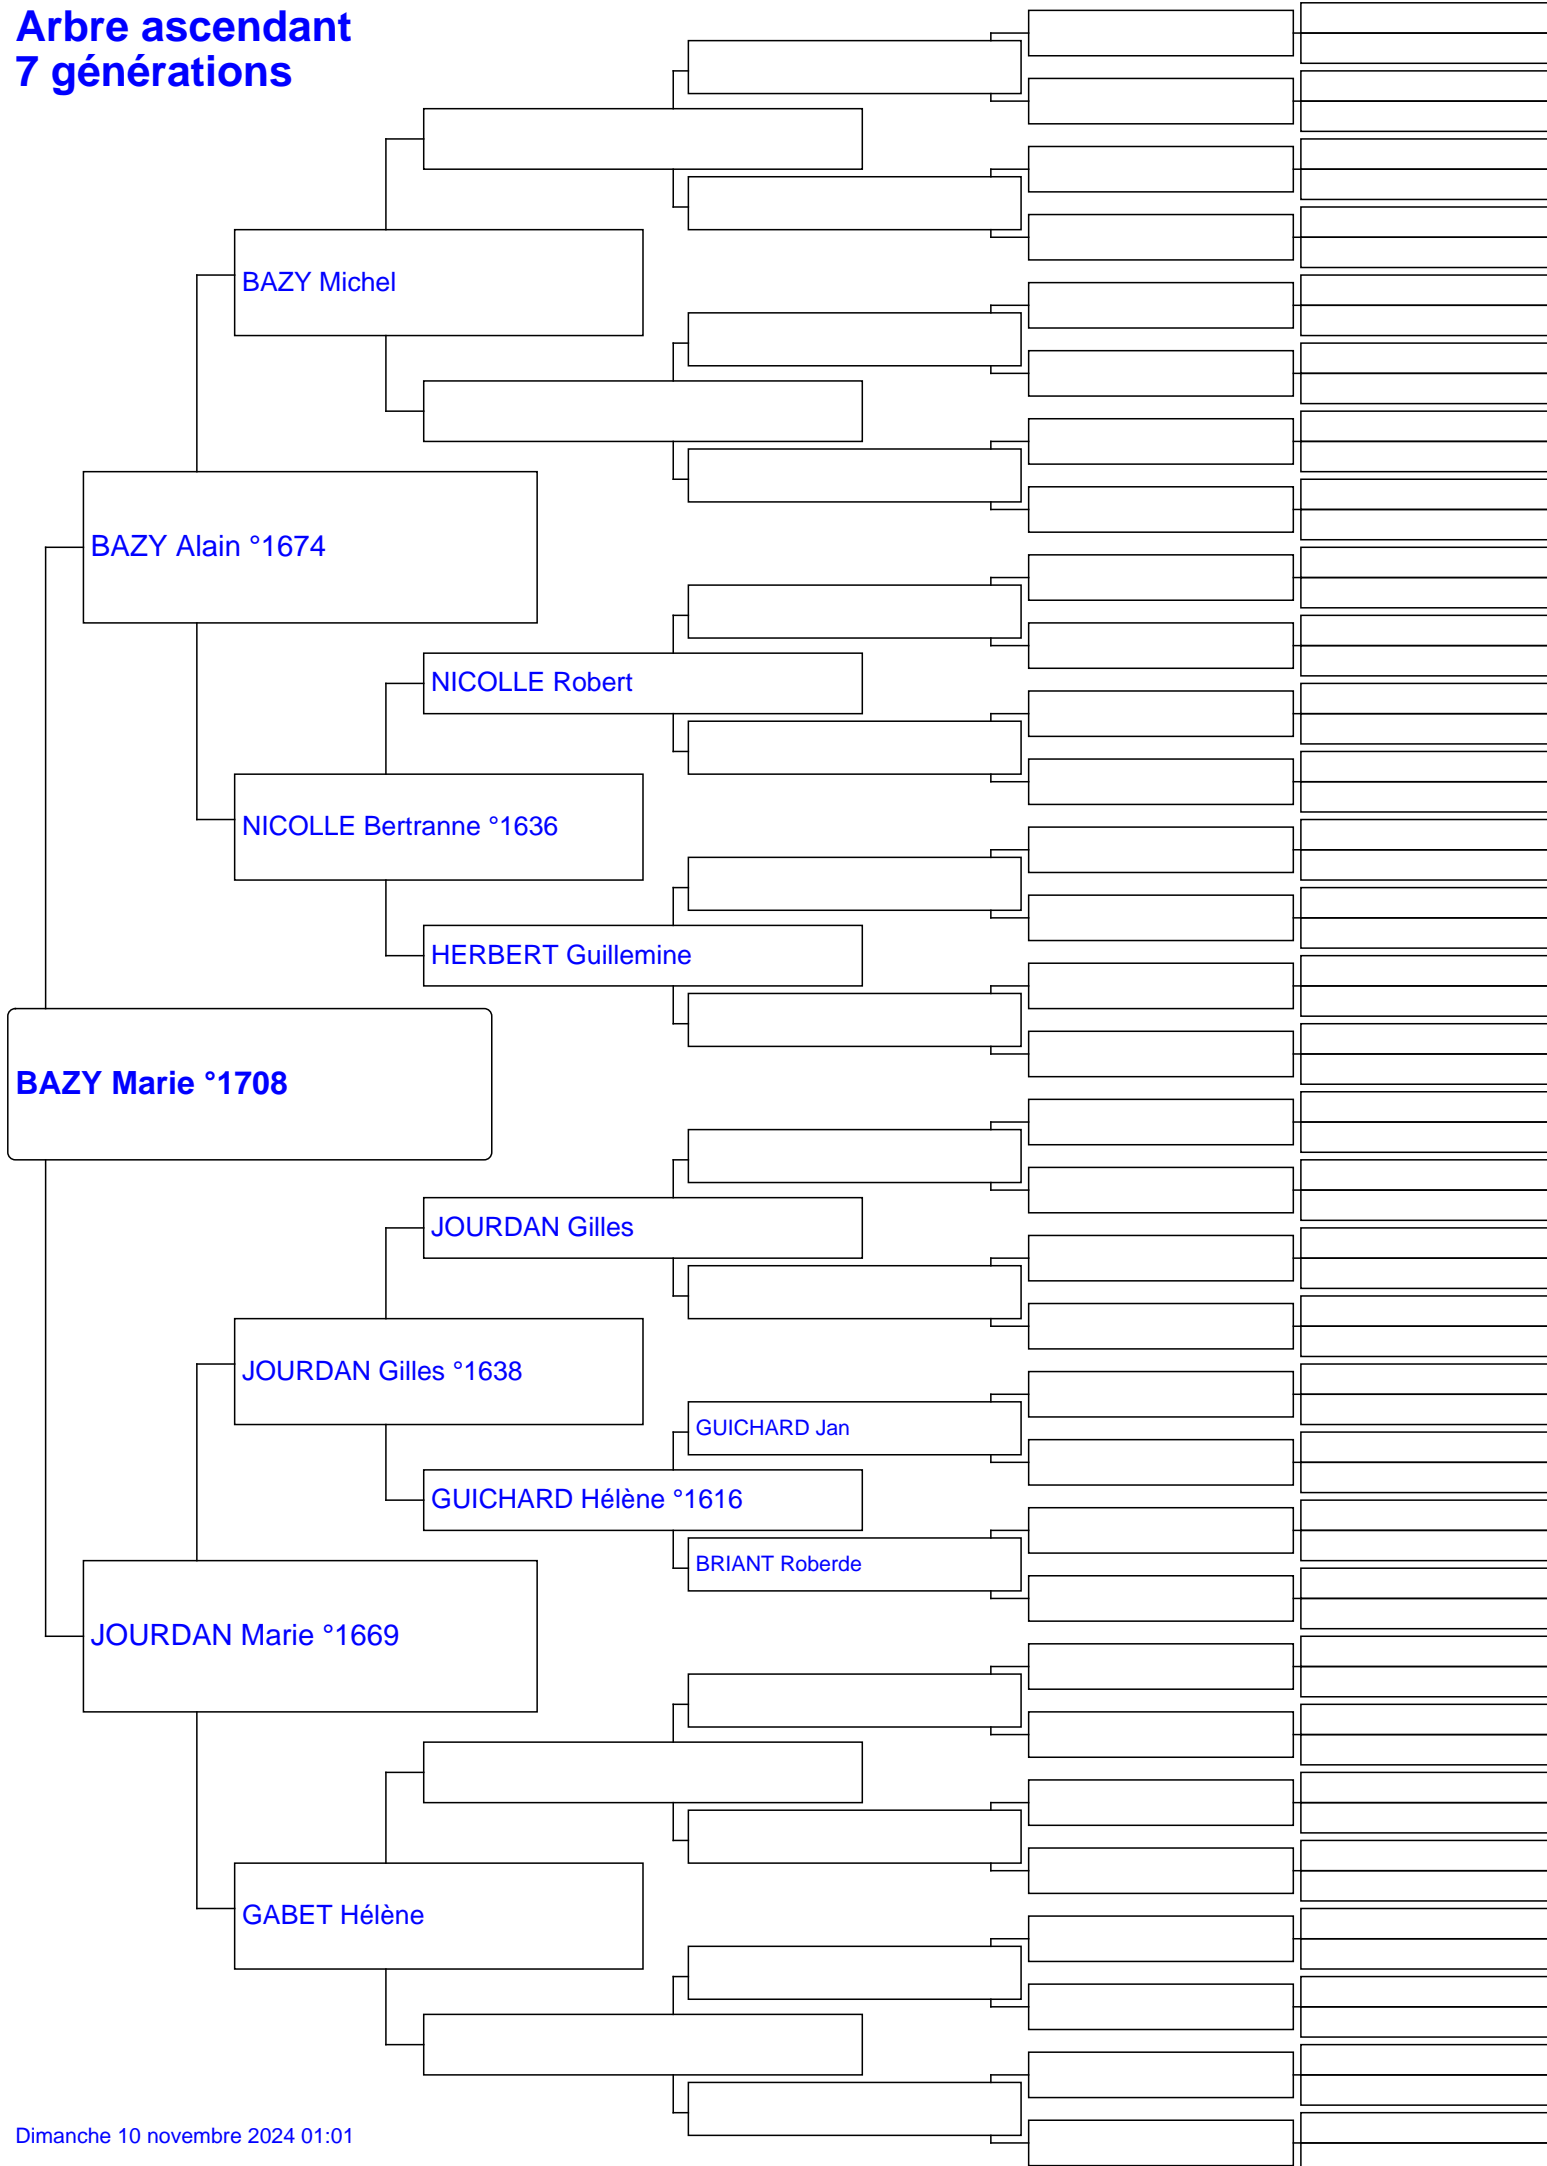 Arbre ascendant
7 générations
BAZY Michel
BAZY Alain °1674
NICOLLE Robert
NICOLLE Bertranne °1636
HERBERT Guillemine
BAZY Marie °1708
JOURDAN Gilles
JOURDAN Gilles °1638
GUICHARD Jan
GUICHARD Hélène °1616
BRIANT Roberde
JOURDAN Marie °1669
GABET Hélène
Dimanche 10 novembre 2024 01:01